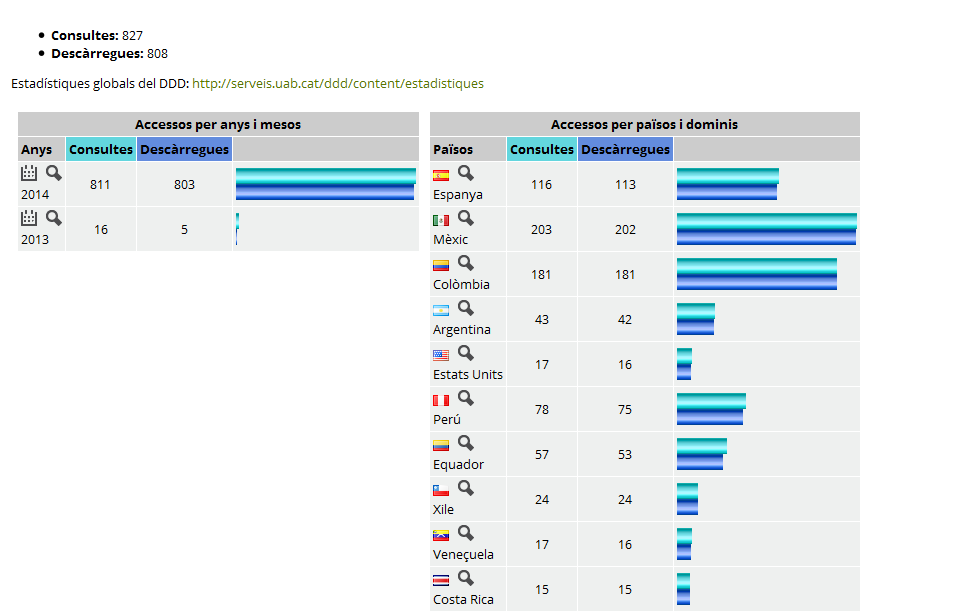 Consultes: 827
Descàrregues: 808
Estadístiques globals del DDD: http://serveis.uab.cat/ddd/content/estadistiques
Accessos per anys i mesos
Anys Consultes Descàrregues
2014 811 803
2013 16 5
Accessos per països i dominis
Països Consultes Descàrregues
Espanya 116 113
Mèxic 203 202
Colòmbia 181 181
Argentina 43 42
Estats Units 17 16
Perú 78 75
Equador 57 53
Xile 24 24
Veneçuela 17 16
Costa Rica 15 15